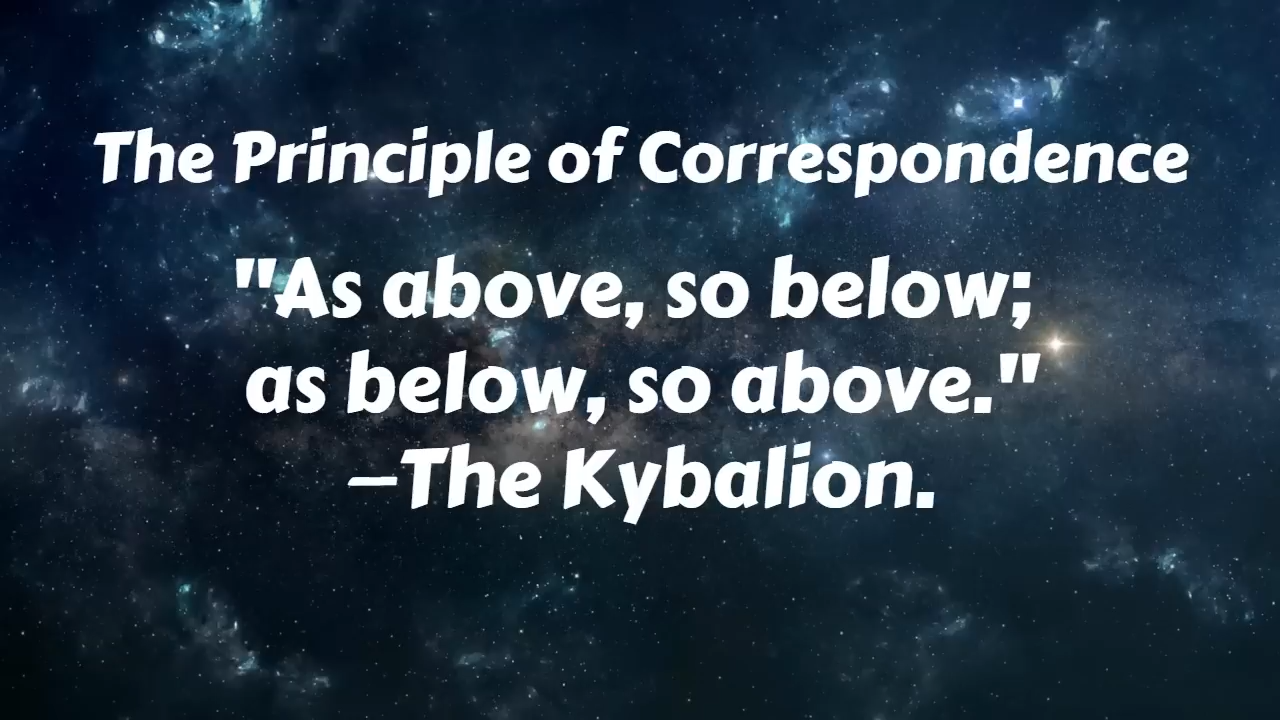 The Principle of Correspondence
"As above, so below;
as below, so above."
—The Kybalion.